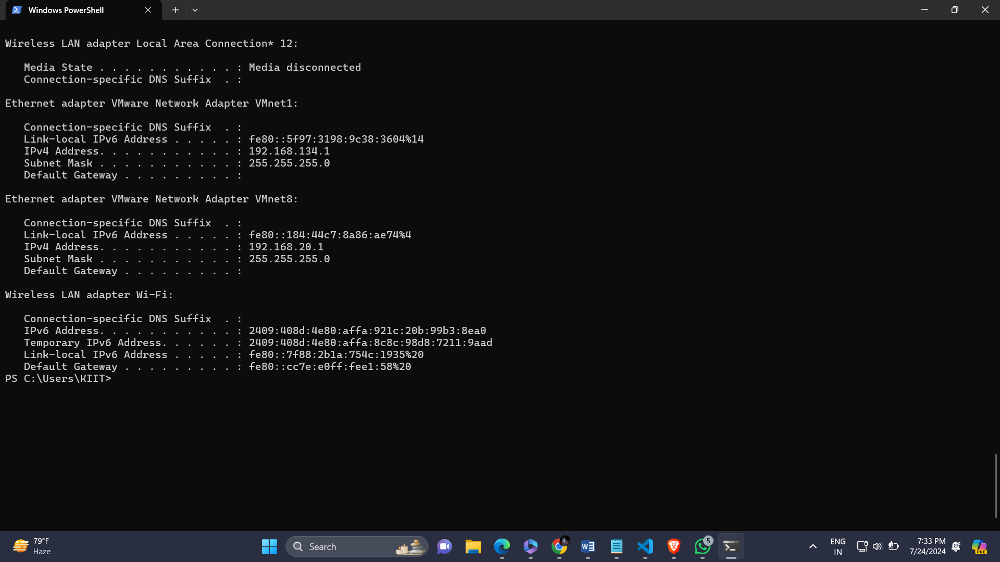 Windows PowerShell
Wireless LAN adapter Local Area Connection* 12:
Media State . . . . . . . . . . . : Media disconnected
Connection-specific DNS Suffix  . :
Ethernet adapter VMware Network Adapter VMnet1:
Connection-specific DNS Suffix  . :
Link-local IPv6 Address . . . . . : fe80::5f97:3198:9c38:3604%14
IPv4 Address. . . . . . . . . . . : 192.168.134.1
Subnet Mask . . . . . . . . . . . : 255.255.255.0
Default Gateway . . . . . . . . . :
Ethernet adapter VMware Network Adapter VMnet8:
Connection-specific DNS Suffix  . :
Link-local IPv6 Address . . . . . : fe80::184:44c7:8a86:ae74%4
IPv4 Address. . . . . . . . . . . : 192.168.20.1
Subnet Mask . . . . . . . . . . . : 255.255.255.0
Default Gateway . . . . . . . . . :
Wireless LAN adapter Wi-Fi:
Connection-specific DNS Suffix  . :
IPv6 Address. . . . . . . . . . . : 2409:408d:4e80:affa:921c:20b:99b3:8ea0
Temporary IPv6 Address. . . . . . : 2409:408d:4e80:affa:8c8c:98d8:7211:9aad
Link-local IPv6 Address . . . . . : fe80::7f88:2b1a:754c:1935%20
Default Gateway . . . . . . . . . : fe80::cc7e:e0ff:fee1:58%20
PS C:\Users\KIIT>
79°F
Haze
Search
W
5
ENG
IN
7:33 PM
7/24/2024
PRE